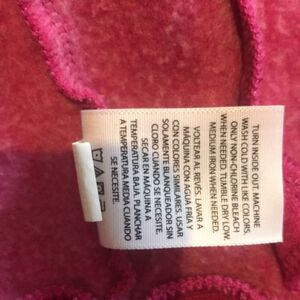 TURN INSIDE OUT. MACHINE
WASH COLD WITH LIKE COLORS.
ONLY NON-CHLORINE BLEACH
WHEN NEEDED. TUMBLE DRY LOW.
MEDIUM IRON WHEN NEEDED.
VOLTEAR AL REVÉS. LAVAR A
MÁQUINA CON AGUA FRÍA Y
CON COLORES SIMILARES. USAR
SOLAMENTE BLANQUEADOR SIN
CLORO CUANDO SE NECESITE.
SECAR EN MÁQUINA A
TEMPERATURA BAJA. PLANCHAR
A TEMPERATURA MEDIA, CUANDO
SE NECESITE.